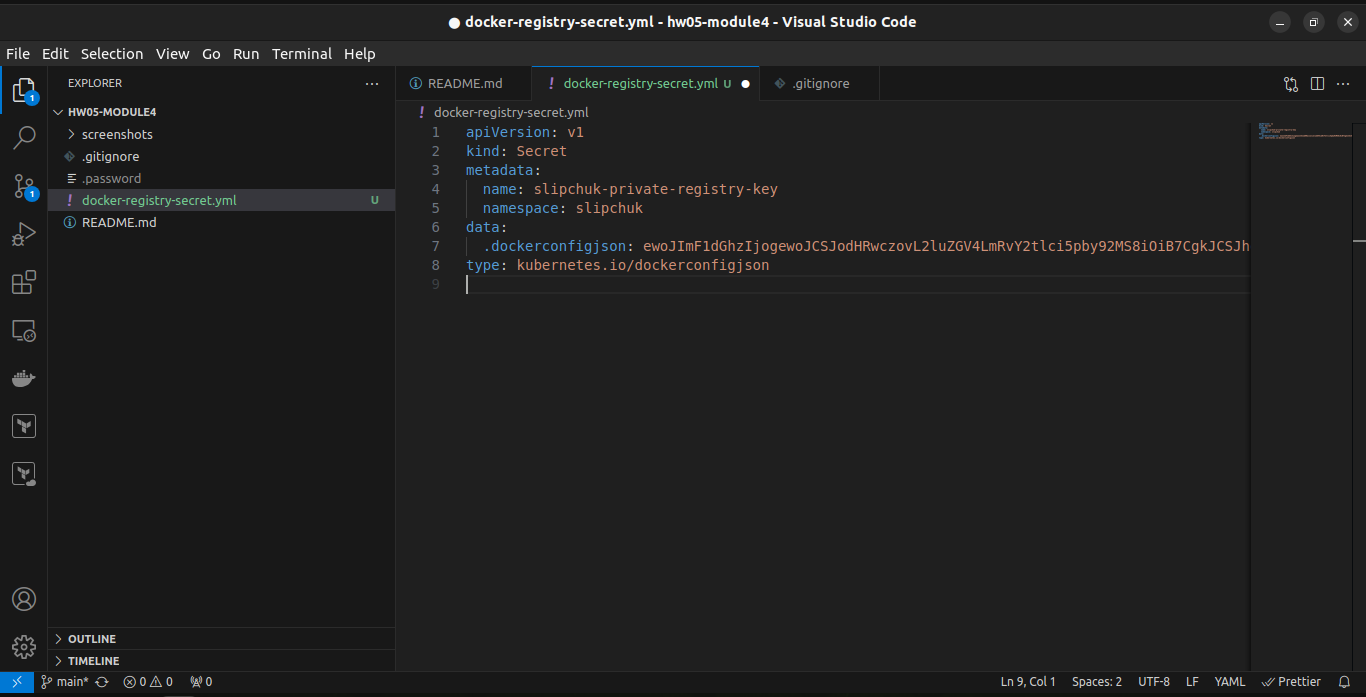 docker-registry-secret.yml - hw05-module4 - Visual Studio Code
File Edit Selection View Go Run Terminal Help
EXPLORER
HW05-MODULE4
screenshots
.gitignore
.password
docker-registry-secret.yml U
README.md
OUTLINE
TIMELINE
README.md
docker-registry-secret.yml U
.gitignore
docker-registry-secret.yml
1 apiVersion: v1
2 kind: Secret
3 metadata:
4 name: slipchuk-private-registry-key
5 namespace: slipchuk
6 data:
7 .dockerconfigjson: ewoJImF1dGhzIjogewoJCSJodHRwczovL2luZGV4LmRvY2tlci5pby92MS8iOiB7CgkJCSJh
8 type: kubernetes.io/dockerconfigjson
9
1
1
main* 0 0 0
Ln 9, Col 1 Spaces: 2 UTF-8 LF YAML Prettier